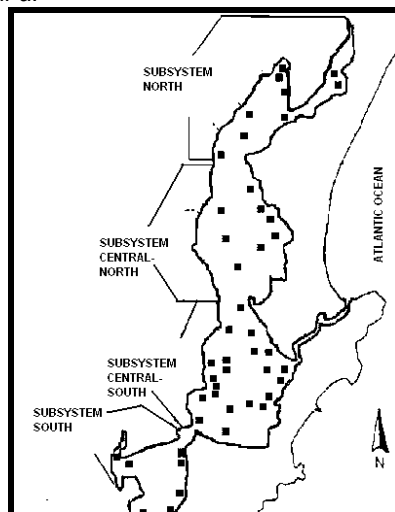 SUBSYSTEM
NORTH
ATLANTIC OCEAN
SUBSYSTEM
CENTRAL-
NORTH
SUBSYSTEM
CENTRAL-
SOUTH
SUBSYSTEM
SOUTH
N